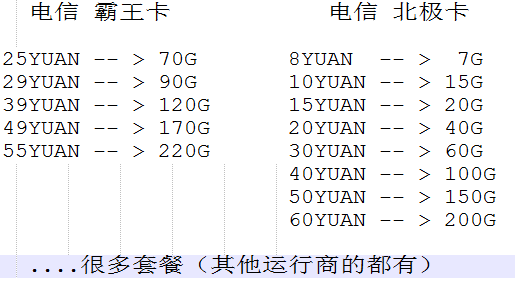 电信 霸王卡
25YUAN -- > 70G
29YUAN -- > 90G
39YUAN -- > 120G
49YUAN -- > 170G
55YUAN -- > 220G
电信 北极卡
8YUAN -- > 7G
10YUAN -- > 15G
15YUAN -- > 20G
20YUAN -- > 40G
30YUAN -- > 60G
40YUAN -- > 100G
50YUAN -- > 150G
60YUAN -- > 200G
....很多套餐（其他运行商的都有）